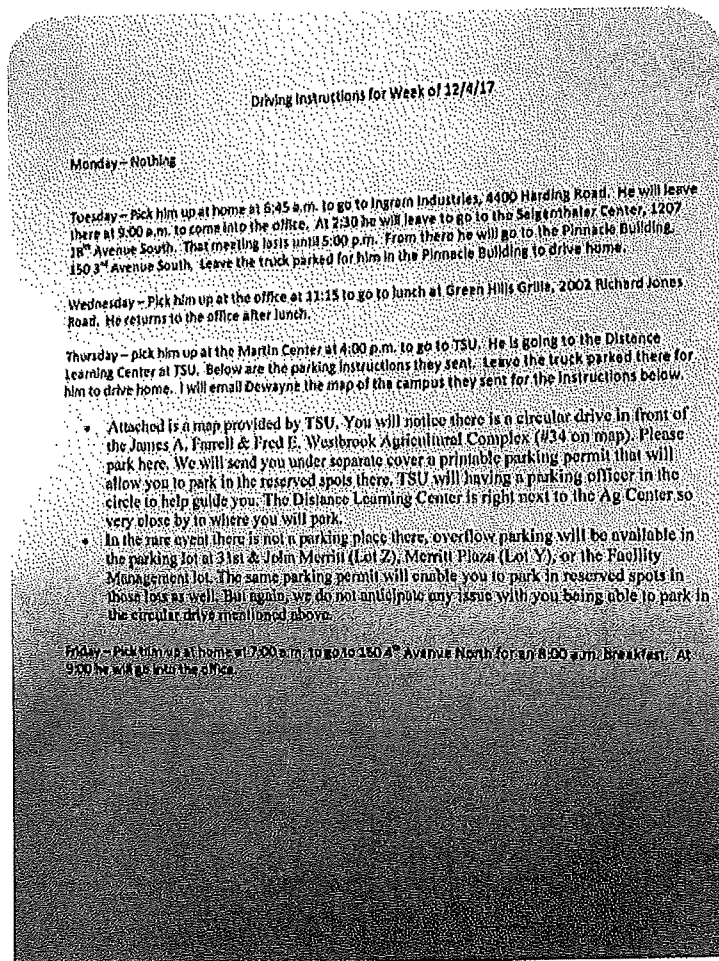 Driving Instructions for Week of 12/4/17
Monday – Nothing
Tuesday – Pick him up at home at 6:45 a.m. to go to Ingram Industries, 4400 Harding Road. He will leave
there at 9:00 a.m. to come into the office. At 2:30 he will leave to go to the Seigenthaler Center, 1207
18th Avenue South. That meeting lasts until 5:00 p.m. From there he will go to the Pinnacle Building,
150 3rd Avenue South. Leave the truck parked for him in the Pinnacle Building to drive home.
Wednesday – Pick him up at the office at 11:15 to go to lunch at Green Hills Grille, 2002 Richard Jones
Road. He returns to the office after lunch.
Thursday – pick him up at the Martin Center at 4:00 p.m. to go to TSU. He is going to the Distance
Learning Center at TSU. Below are the parking instructions they sent. Leave the truck parked there for
him to drive home. I will email Dewayne the map of the campus they sent for the instructions below.
• Attached is a map provided by TSU. You will notice there is a circular drive in front of
the James A. Farrell & Fred E. Westbrook Agricultural Complex (#34 on map). Please
park here. We will send you under separate cover a printable parking permit that will
allow you to park in the reserved spots there. TSU will having a parking officer in the
circle to help guide you. The Distance Learning Center is right next to the Ag Center so
very close by to where you will park.
• In the rare event there is not a parking place there, overflow parking will be available in
the parking lot at 31st & John Merritt (Lot Z), Merritt Plaza (Lot Y), or the Facility
Management lot. The same parking permit will enable you to park in reserved spots in
those loss as well. But again, we do not anticipate any issue with you being able to park in
the circular drive mentioned above.
Friday – Pick him up at home at 7:00 a.m. to go to 150 4th Avenue North for an 8:00 a.m. Breakfast. At
9:00 he will go into the office.